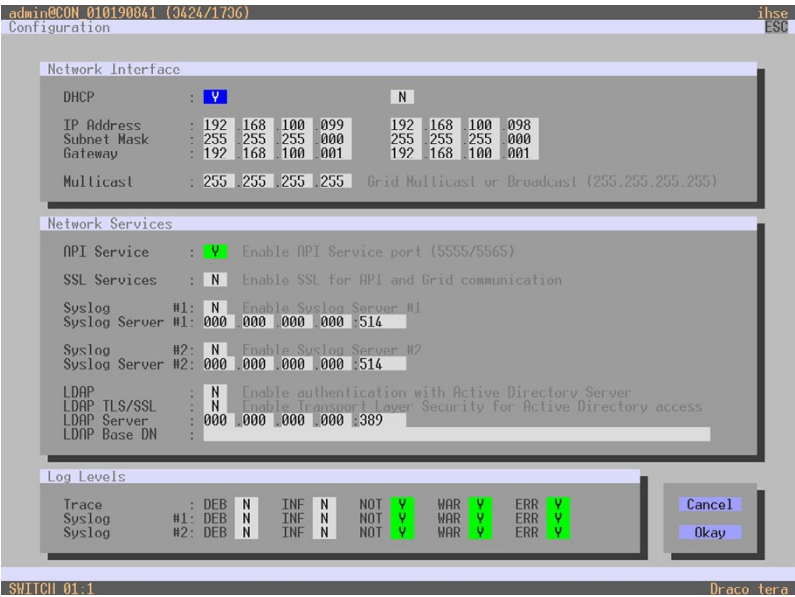 admin@CON_010190841 (3424/1736) ihse
Configuration ESC
Network Interface
DHCP : Y N
IP Address : 192 .168 .100 .099 192 .168 .100 .098
Subnet Mask : 255 .255 .255 .000 255 .255 .255 .000
Gateway : 192 .168 .100 .001 192 .168 .100 .001
Multicast : 255 .255 .255 .255 Grid Multicast or Broadcast (255.255.255.255)
Network Services
API Service : Y Enable API Service port (5555/5565)
SSL Services : N Enable SSL for API and Grid communication
Syslog #1: N Enable Syslog Server #1
Syslog Server #1: 000 .000 .000 .000 :514
Syslog #2: N Enable Syslog Server #2
Syslog Server #2: 000 .000 .000 .000 :514
LDAP : N Enable authentication with Active Directory Server
LDAP TLS/SSL : N Enable Transport Layer Security for Active Directory access
LDAP Server : 000 .000 .000 .000 :389
LDAP Base DN :
Log Levels
Trace : DEB N INF N NOT Y WAR Y ERR Y
Syslog #1: DEB N INF N NOT Y WAR Y ERR Y
Syslog #2: DEB N INF N NOT Y WAR Y ERR Y
Cancel
Okay
SWITCH 01:1 Draco tera